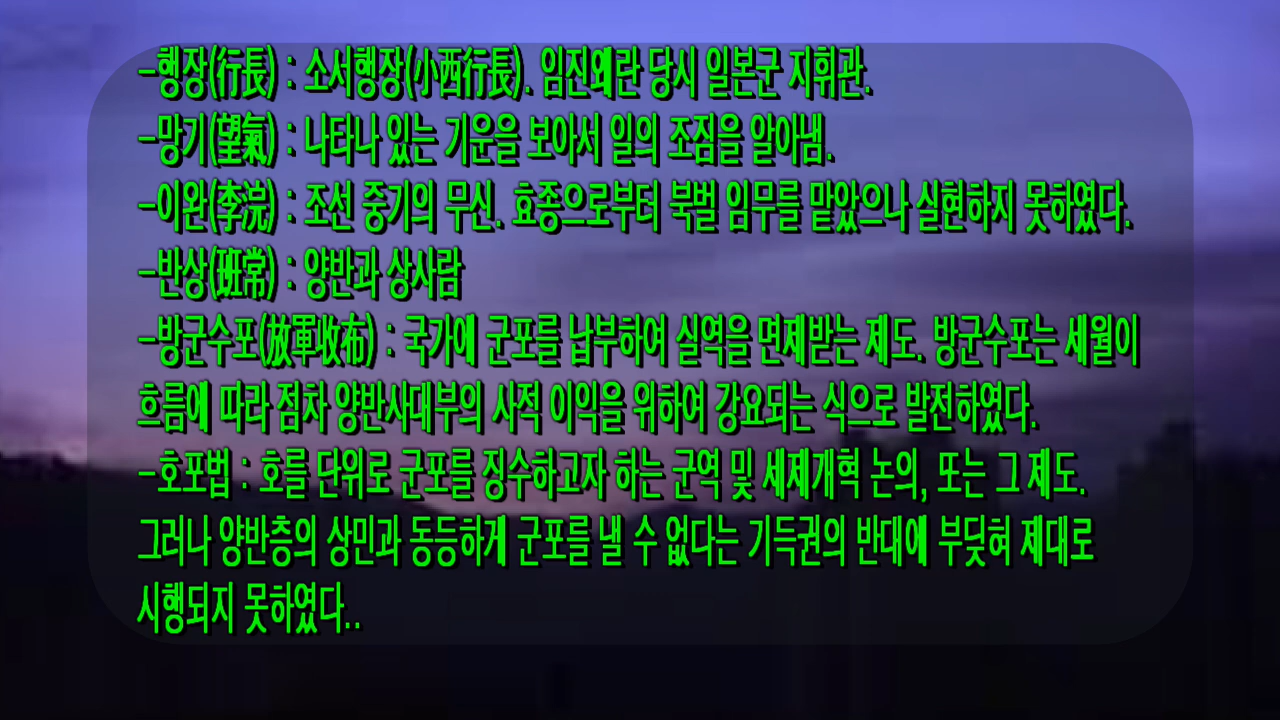 -행장(行長) : 소서행장(小西行長). 임진왜란 당시 일본군 지휘관.
-망기(望氣) : 나타나 있는 기운을 보아서 일의 조짐을 알아냄.
-이완(李浣) : 조선 중기의 무신. 효종으로부터 북벌 임무를 맡았으나 실현하지 못하였다.
-반상(班常) : 양반과 상사람
-방군수포(放軍收布) : 국가에 군포를 납부하여 실역을 면제받는 제도. 방군수포는 세월이
흐름에 따라 점차 양반사대부의 사적 이익을 위하여 강요되는 식으로 발전하였다.
-호포법 : 호를 단위로 군포를 징수하고자 하는 군역 및 세제개혁 논의, 또는 그 제도.
그러나 양반층의 상민과 동등하게 군포를 낼 수 없다는 기득권의 반대에 부딪혀 제대로
시행되지 못하였다..